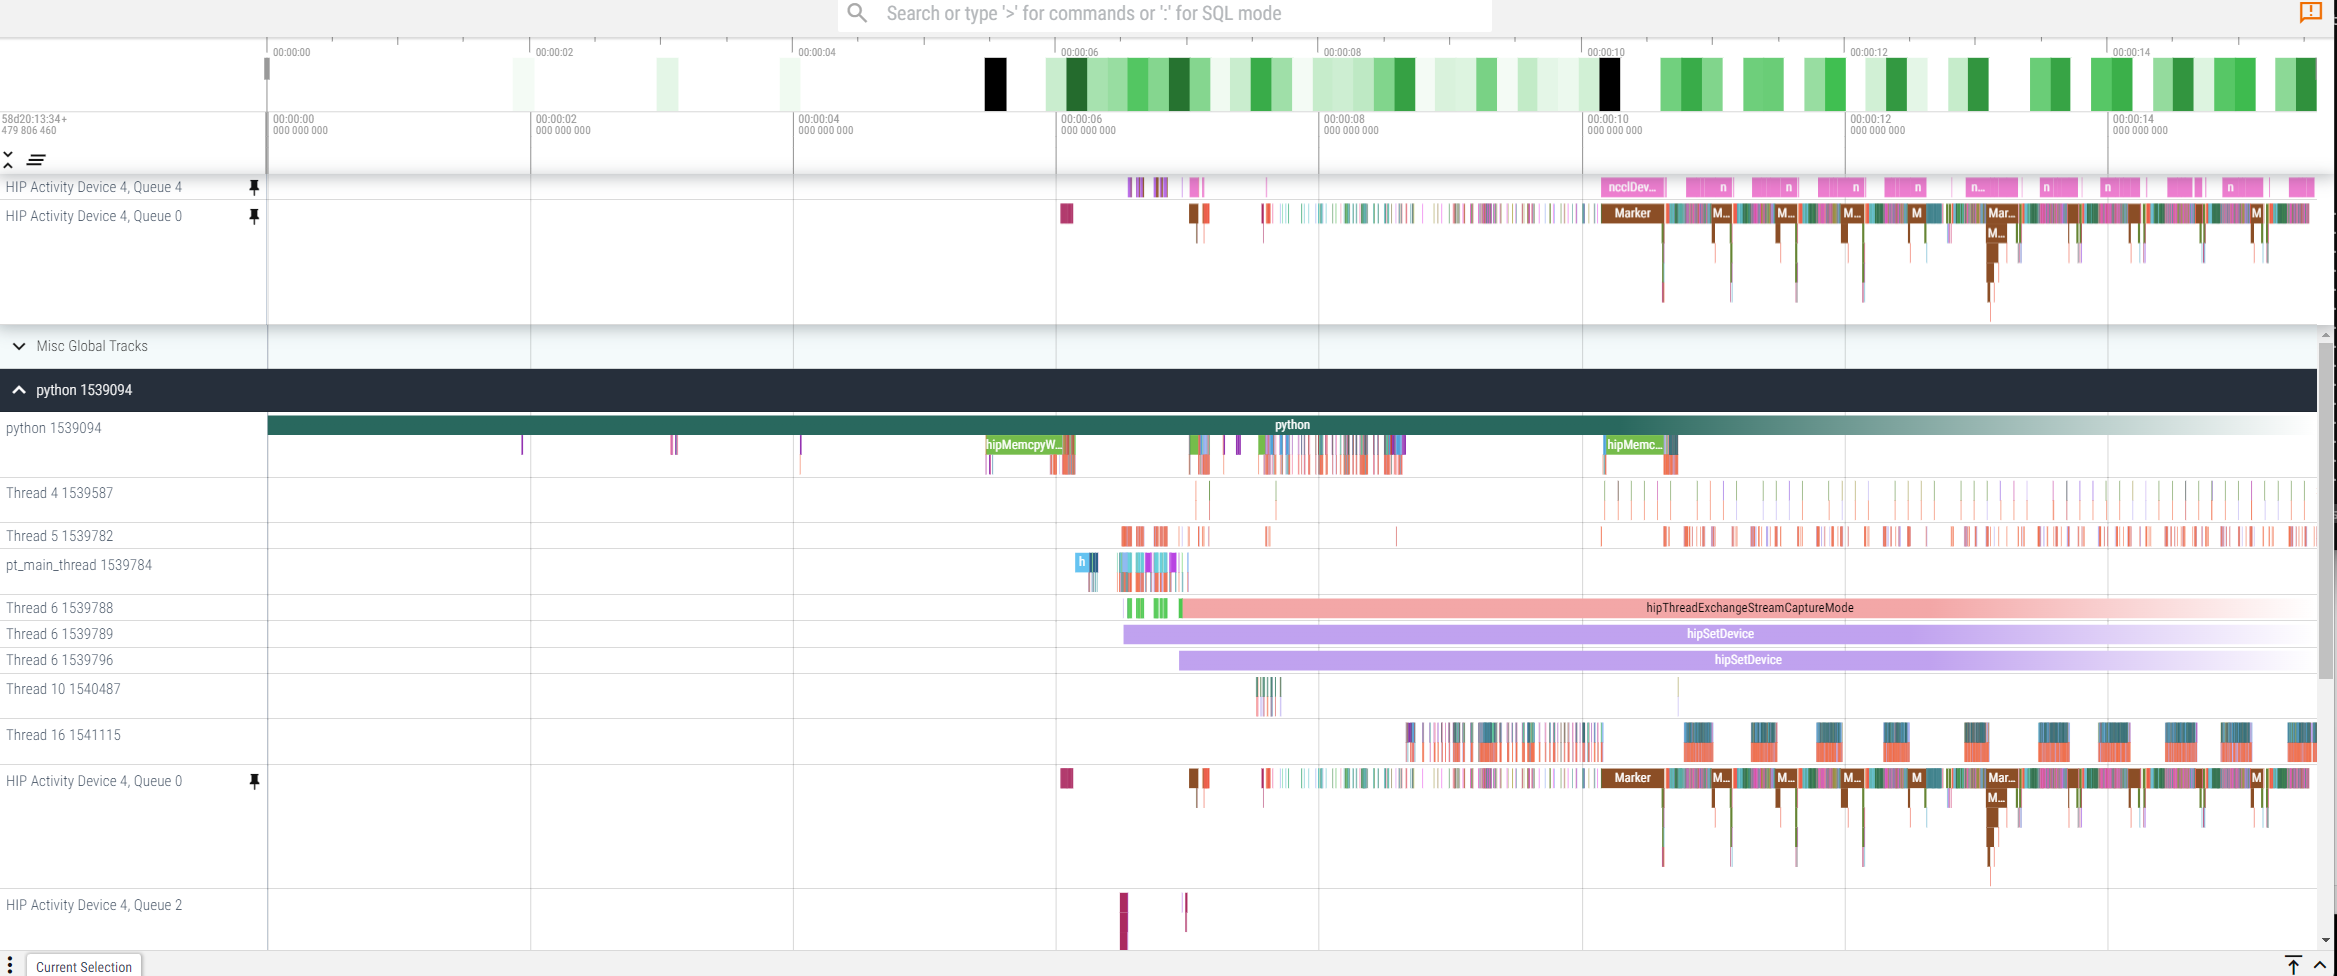 Search or type '>' for commands or ':' for SQL mode
00:00:00 00:00:02 00:00:04 00:00:06 00:00:08 00:00:10 00:00:12 00:00:14
58d20:13:34+ 00:00:00 00:00:02 00:00:04 00:00:06 00:00:08 00:00:10 00:00:12 00:00:14
479 806 460 000 000 000 000 000 000 000 000 000 000 000 000 000 000 000 000 000 000 000 000 000 000 000 000
HIP Activity Device 4, Queue 4 ncclDev... n n n n n... n n n
HIP Activity Device 4, Queue 0 Marker M... M... M... M Mar... M
M...
Misc Global Tracks
python 1539094
python 1539094 python
hipMemcpyW... hipMemc...
Thread 4 1539587
Thread 5 1539782
pt_main_thread 1539784 h
Thread 6 1539788 hipThreadExchangeStreamCaptureMode
Thread 6 1539789 hipSetDevice
Thread 6 1539796 hipSetDevice
Thread 10 1540487
Thread 16 1541115
HIP Activity Device 4, Queue 0 Marker M... M... M... M Mar... M
M...
HIP Activity Device 4, Queue 2
Current Selection